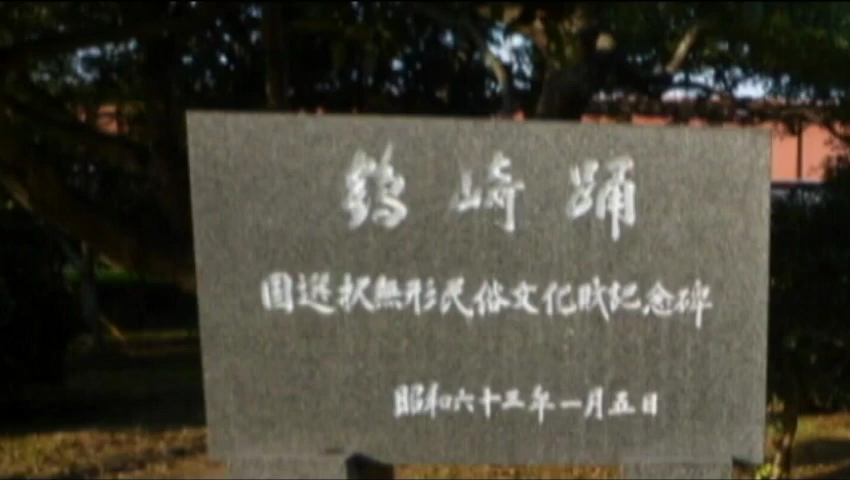 鶴崎踊
国選択無形民俗文化財記念碑
昭和六十三年一月五日